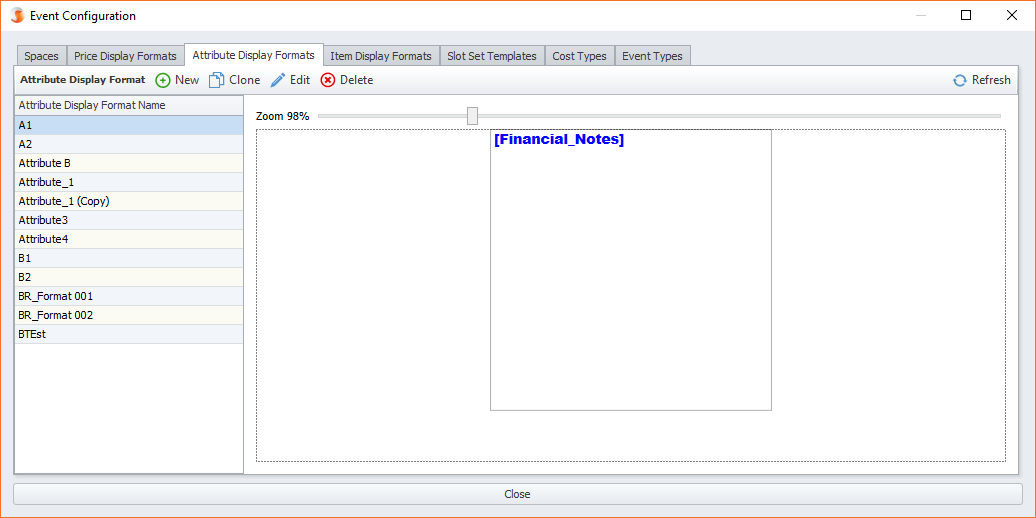 Event Configuration
Spaces Price Display Formats Attribute Display Formats Item Display Formats Slot Set Templates Cost Types Event Types
Attribute Display Format New Clone Edit Delete Refresh
Attribute Display Format Name
A1
A2
Attribute B
Attribute_1
Attribute_1 (Copy)
Attribute3
Attribute4
B1
B2
BR_Format 001
BR_Format 002
BTEst
Zoom 98%
[Financial_Notes]
Close